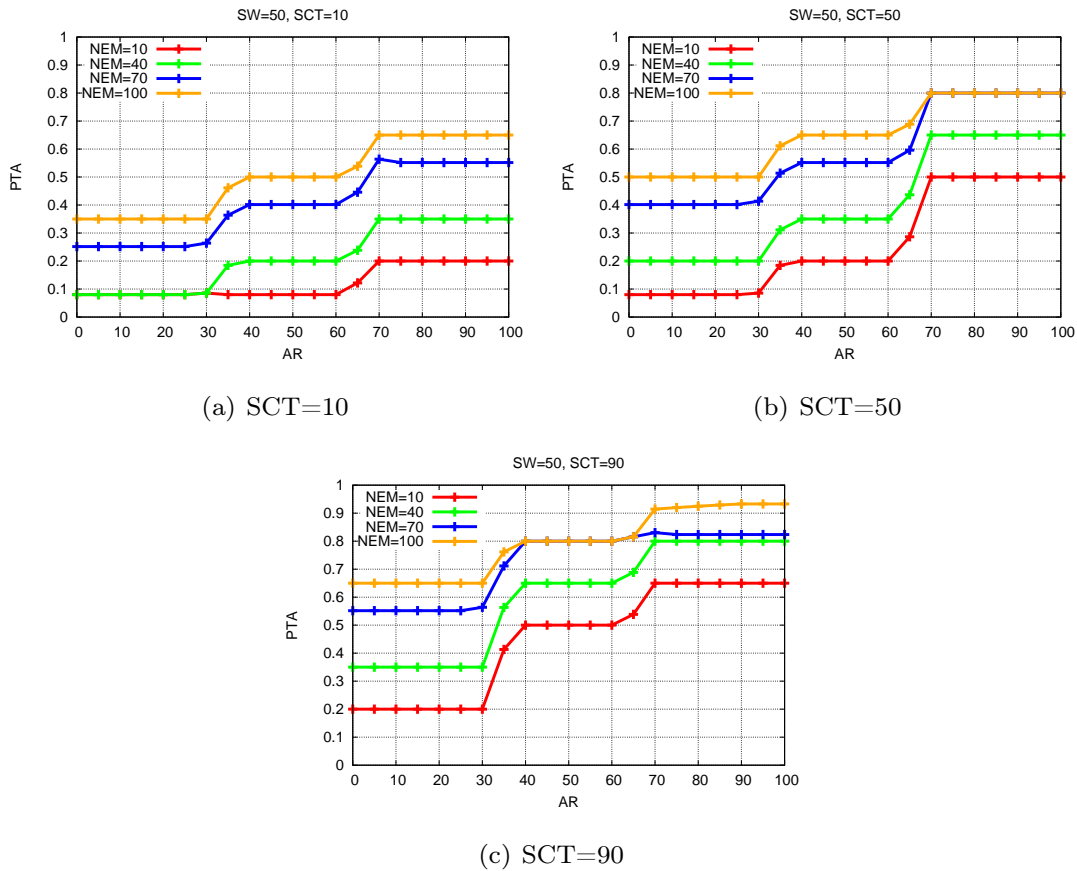 SW=50, SCT=10
1
0.9
0.8
0.7
0.6
0.5
0.4
0.3
0.2
0.1
0
NEM=10
NEM=40
NEM=70
NEM=100
PTA
0 10 20 30 40 50 60 70 80 90 100
AR
(a) SCT=10
SW=50, SCT=50
1
0.9
0.8
0.7
0.6
0.5
0.4
0.3
0.2
0.1
0
NEM=10
NEM=40
NEM=70
NEM=100
PTA
0 10 20 30 40 50 60 70 80 90 100
AR
(b) SCT=50
SW=50, SCT=90
1
0.9
0.8
0.7
0.6
0.5
0.4
0.3
0.2
0.1
0
NEM=10
NEM=40
NEM=70
NEM=100
PTA
0 10 20 30 40 50 60 70 80 90 100
AR
(c) SCT=90